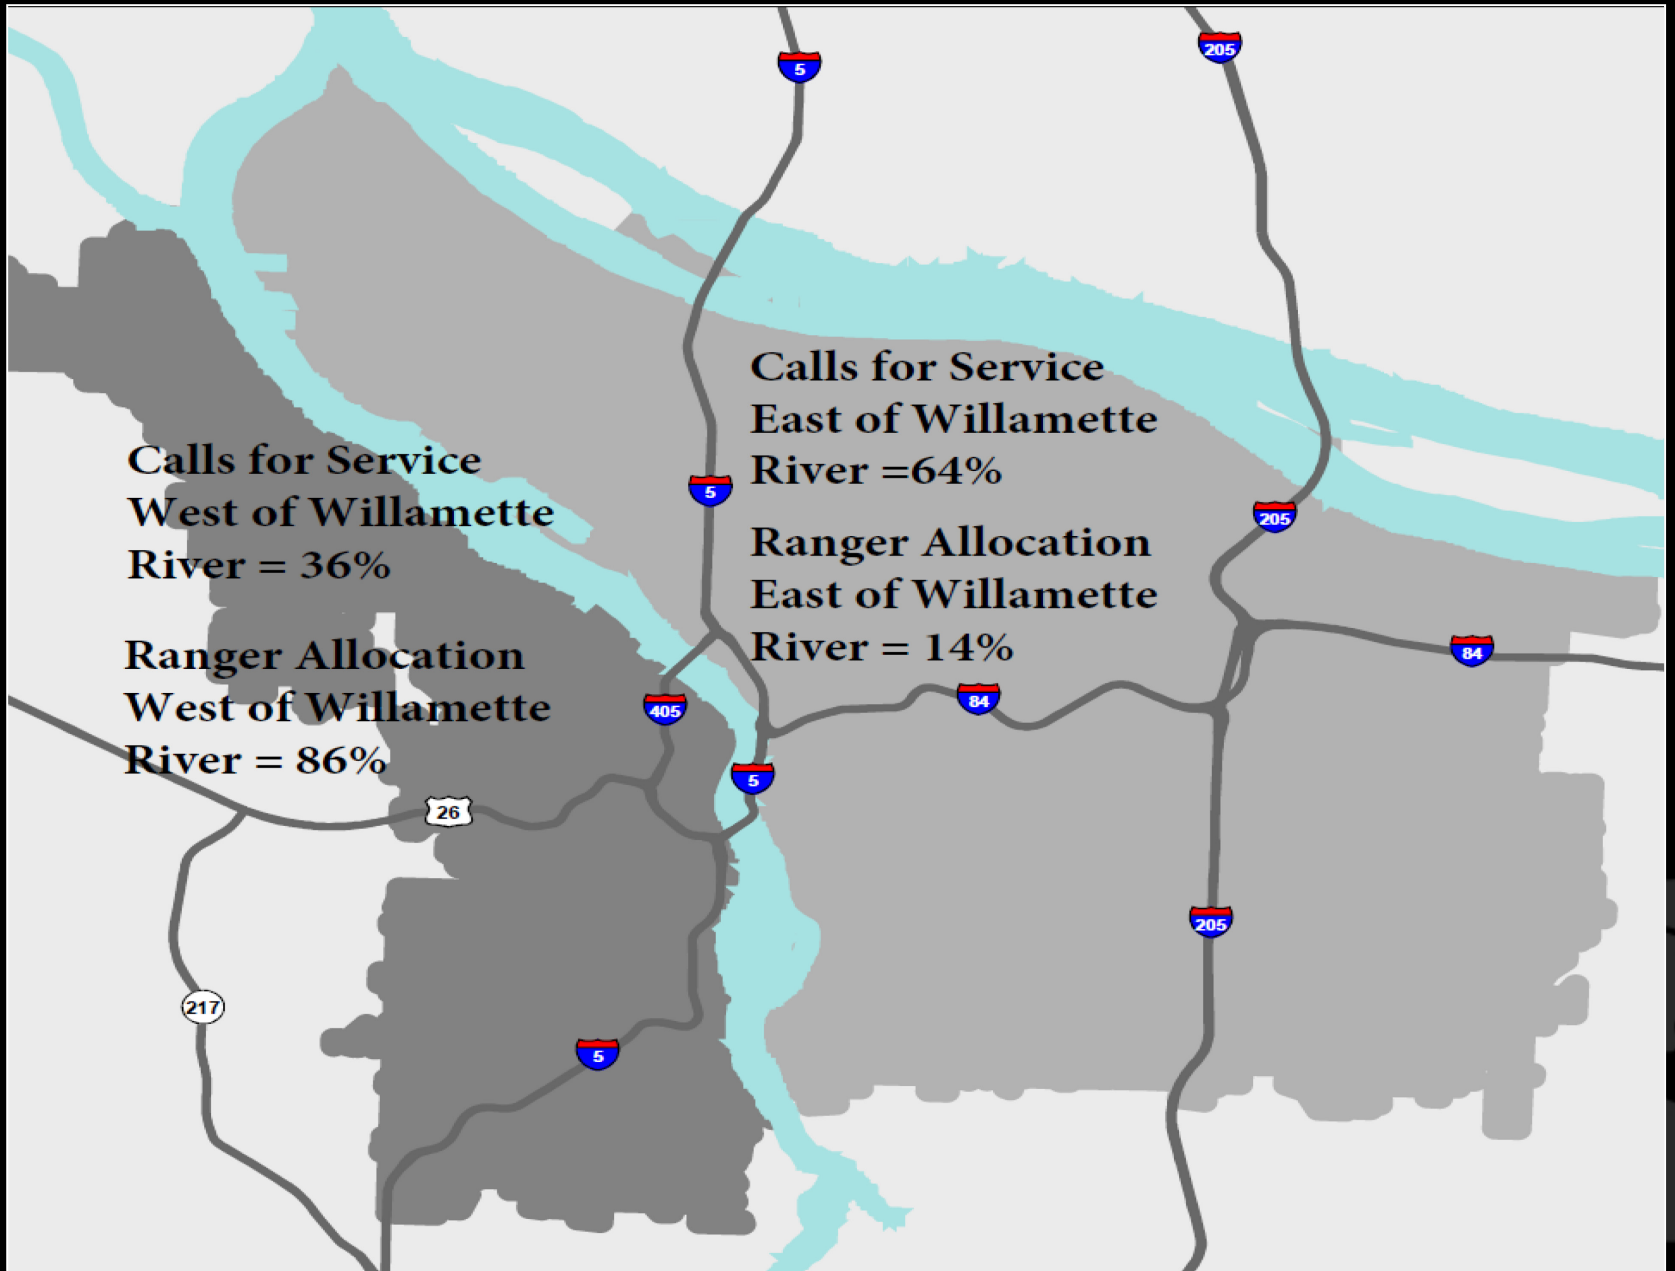 5
205
Calls for Service
East of Willamette
River =64%
Calls for Service
West of Willamette
River = 36%
5
205
Ranger Allocation
East of Willamette
River = 14%
Ranger Allocation
West of Willamette
River = 86%
84
84
405
5
26
205
217
5